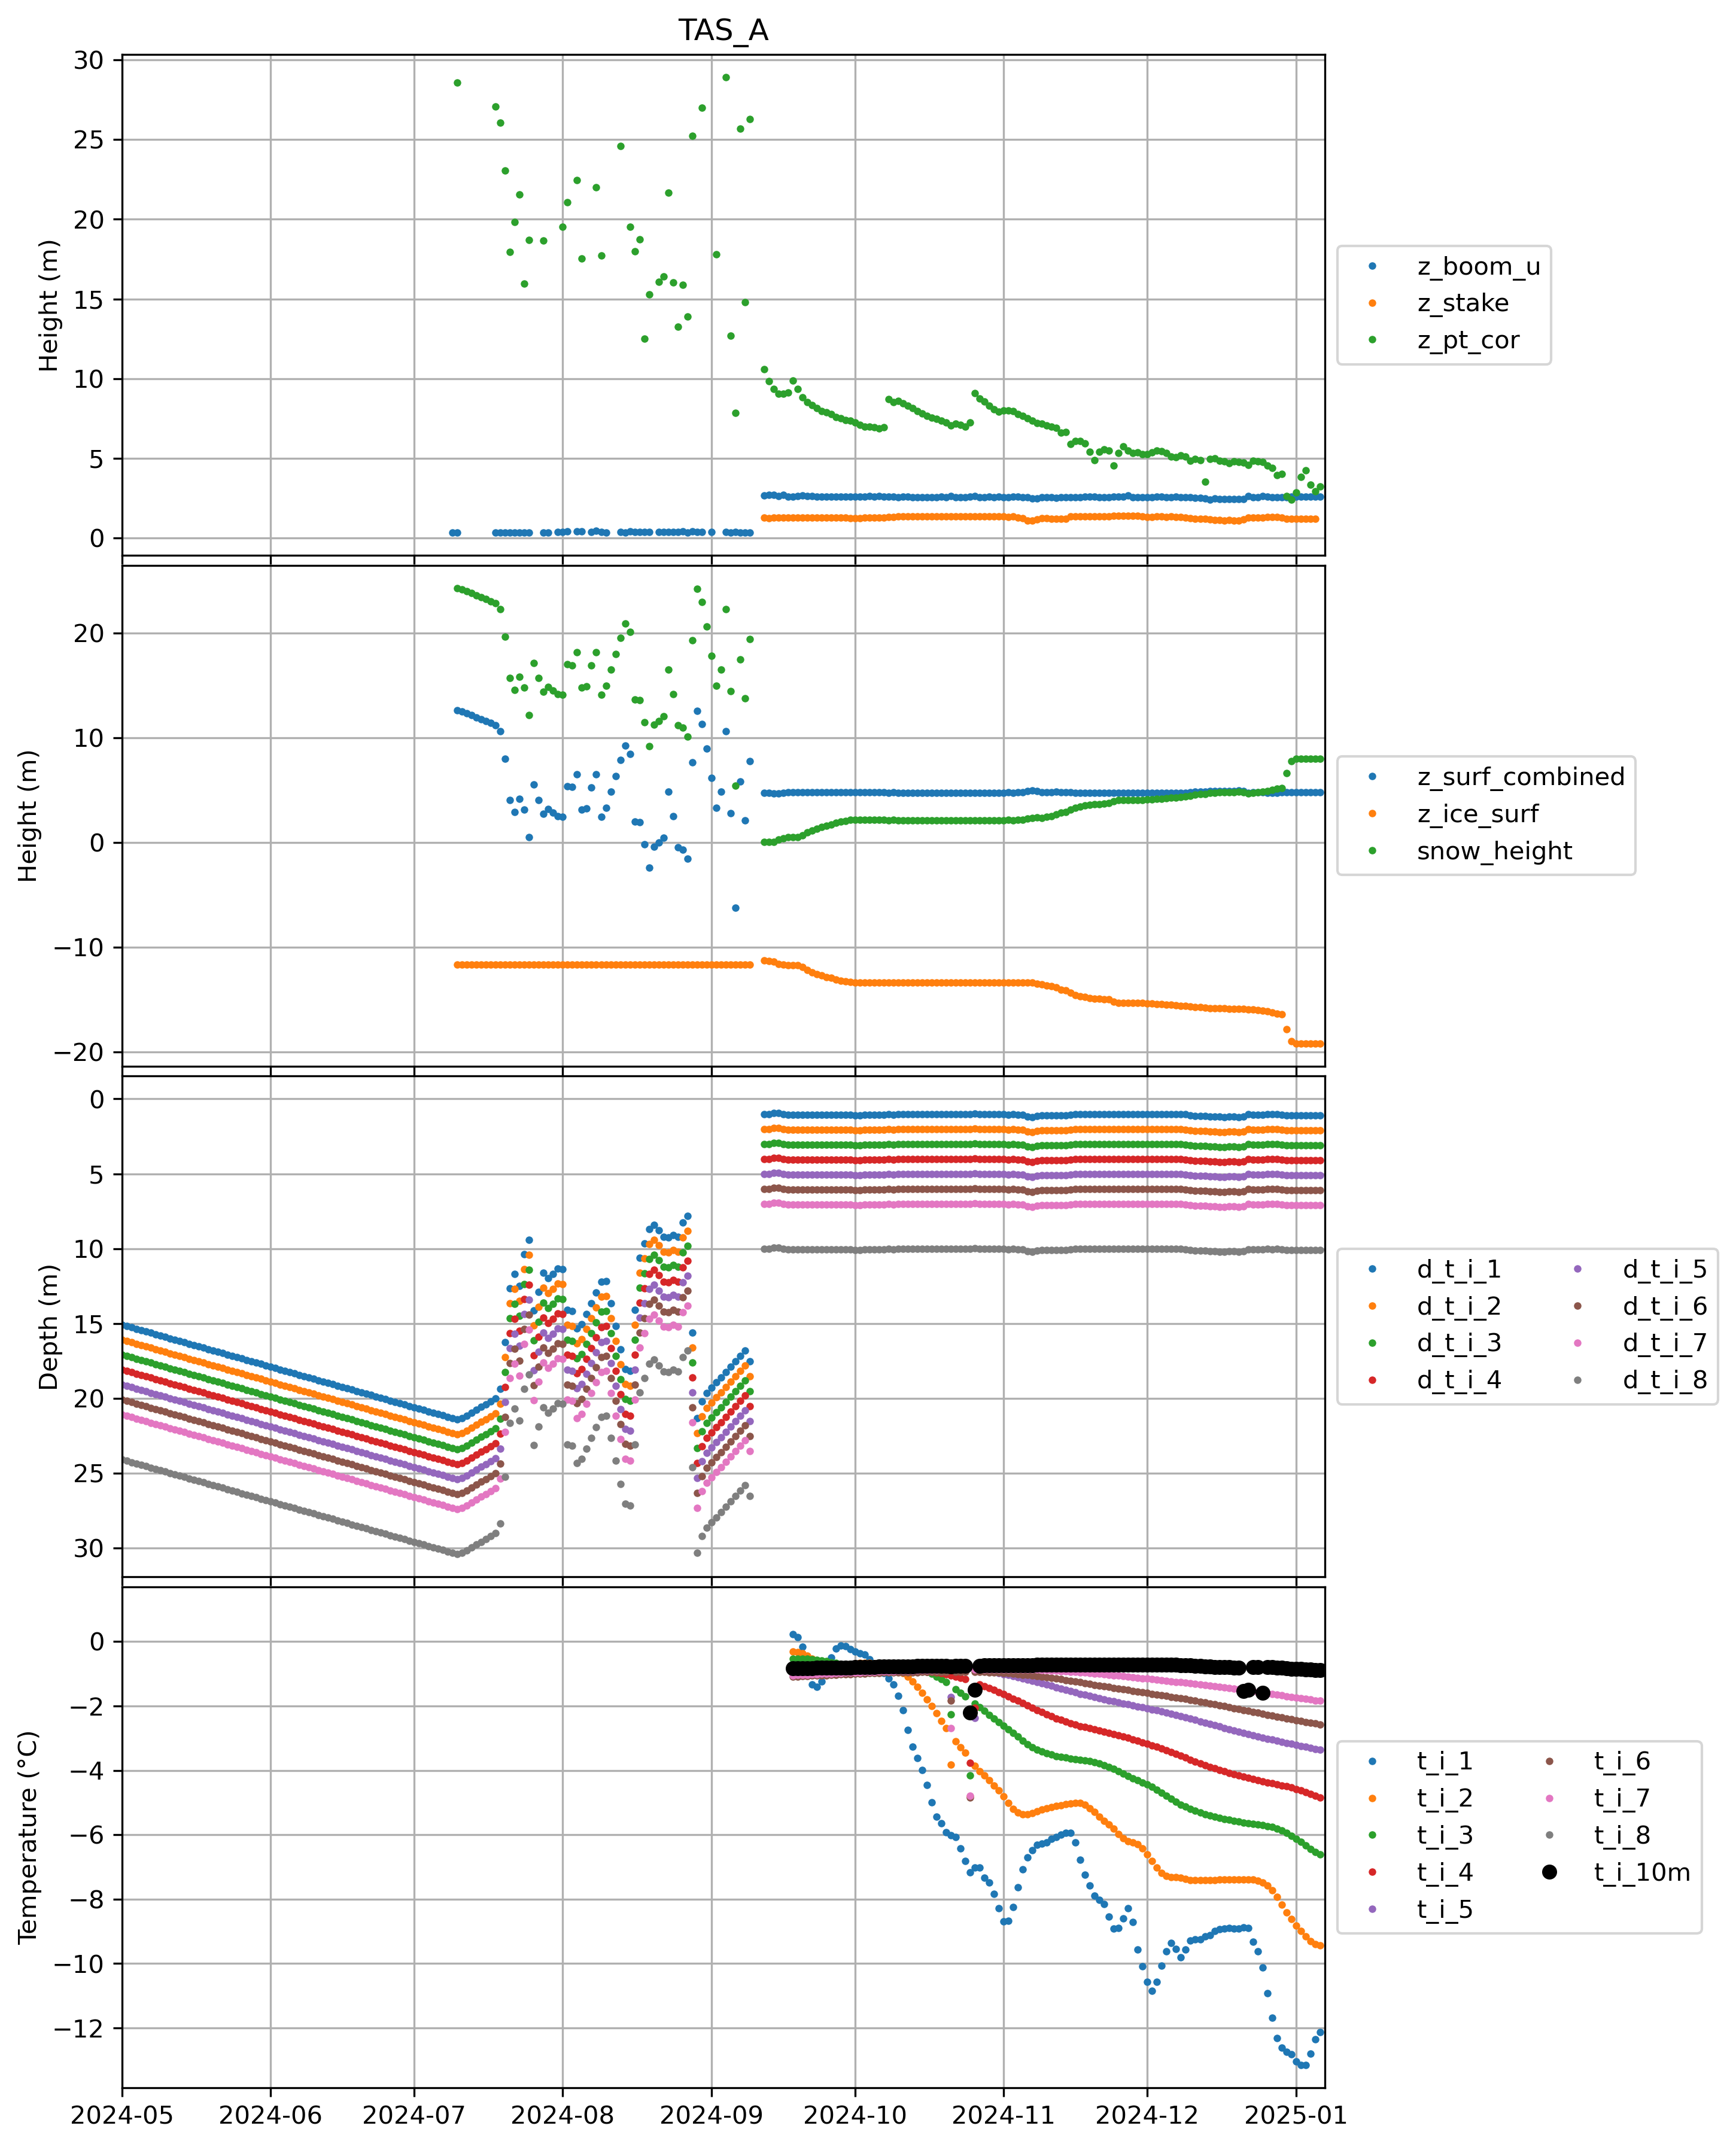 TAS_A
30
25
20
15
10
5
0
Height (m)
z_boom_u
z_stake
z_pt_cor
20
10
0
−10
−20
Height (m)
z_surf_combined
z_ice_surf
snow_height
0
5
10
15
20
25
30
Depth (m)
d_t_i_1 d_t_i_5
d_t_i_2 d_t_i_6
d_t_i_3 d_t_i_7
d_t_i_4 d_t_i_8
0
−2
−4
−6
−8
−10
−12
Temperature (°C)
t_i_1 t_i_6
t_i_2 t_i_7
t_i_3 t_i_8
t_i_4 t_i_10m
t_i_5
2024-05 2024-06 2024-07 2024-08 2024-09 2024-10 2024-11 2024-12 2025-01